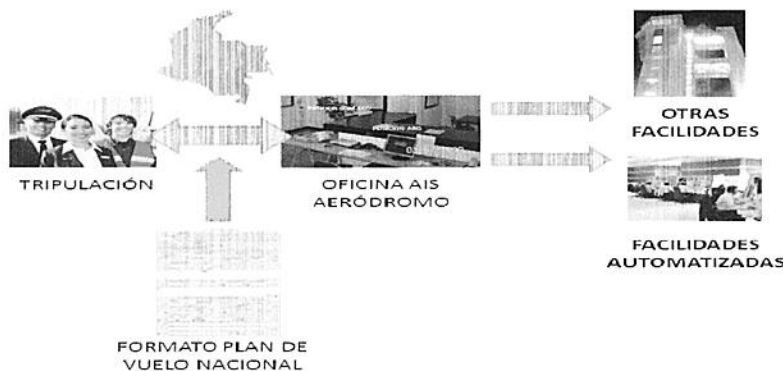 TRIPULACIÓN
OFICINA AIS
AERÓDROMO
OTRAS
FACILIDADES
FACILIDADES
AUTOMATIZADAS
FORMATO PLAN DE
VUELO NACIONAL